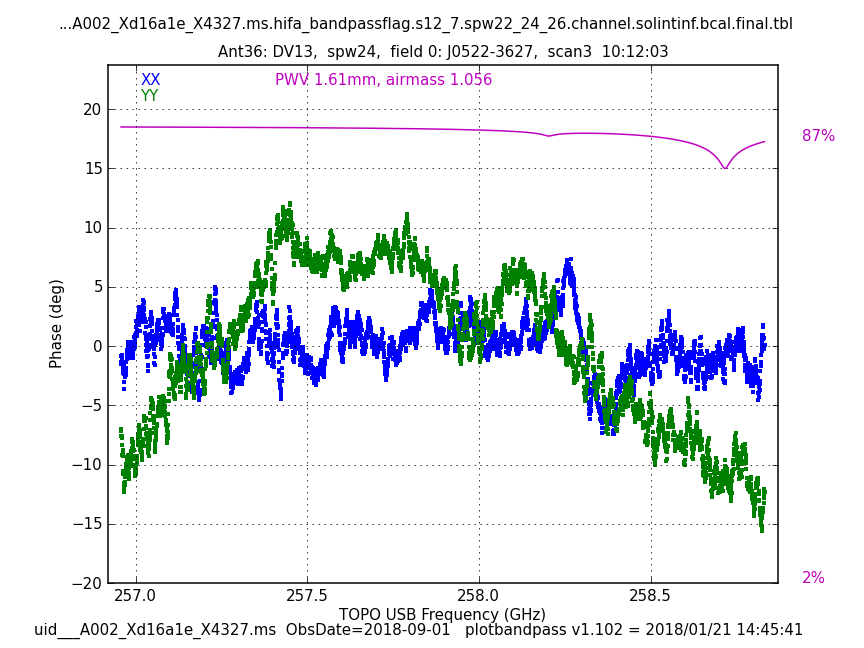 ...A002_Xd16a1e_X4327.ms.hifa_bandpassflag.s12_7.spw22_24_26.channel.solintinf.bcal.final.tbl
Ant36: DV13, spw24, field 0: J0522-3627, scan3 10:12:03
XX
PWV 1.61mm, airmass 1.056
YY
20
87%
15
10
5
0
−5
−10
−15
−20
2%
Phase (deg)
257.0 257.5 258.0 258.5
TOPO USB Frequency (GHz)
uid___A002_Xd16a1e_X4327.ms ObsDate=2018-09-01 plotbandpass v1.102 = 2018/01/21 14:45:41